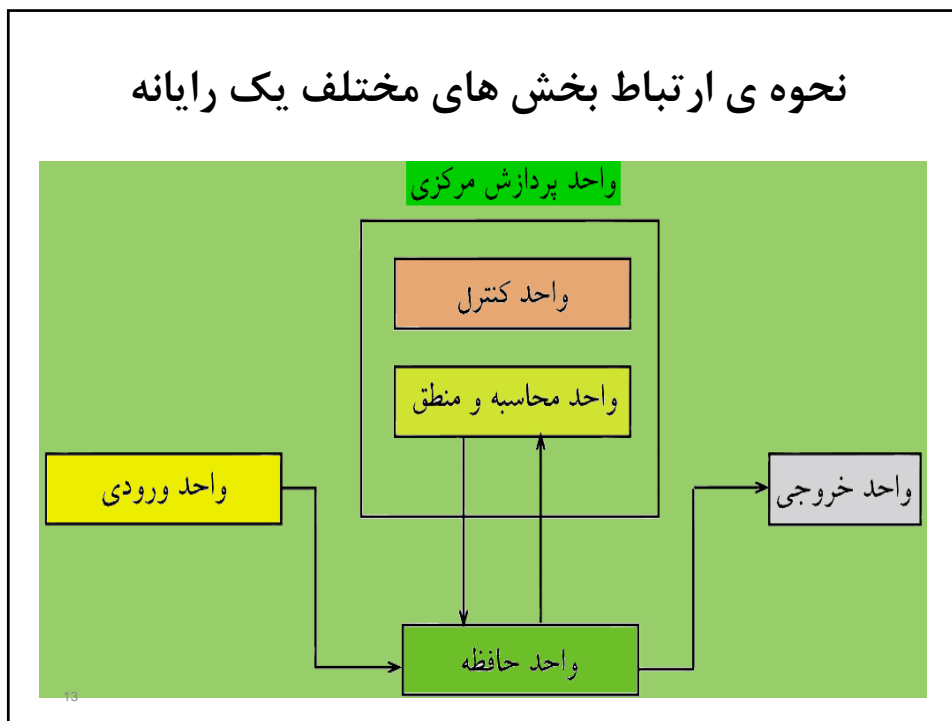 نحوه ی ارتباط بخش های مختلف یک رایانه
واحد پردازش مرکزی
واحد کنترل
واحد محاسبه و منطق
واحد ورودی
واحد خروجی
واحد حافظه
13